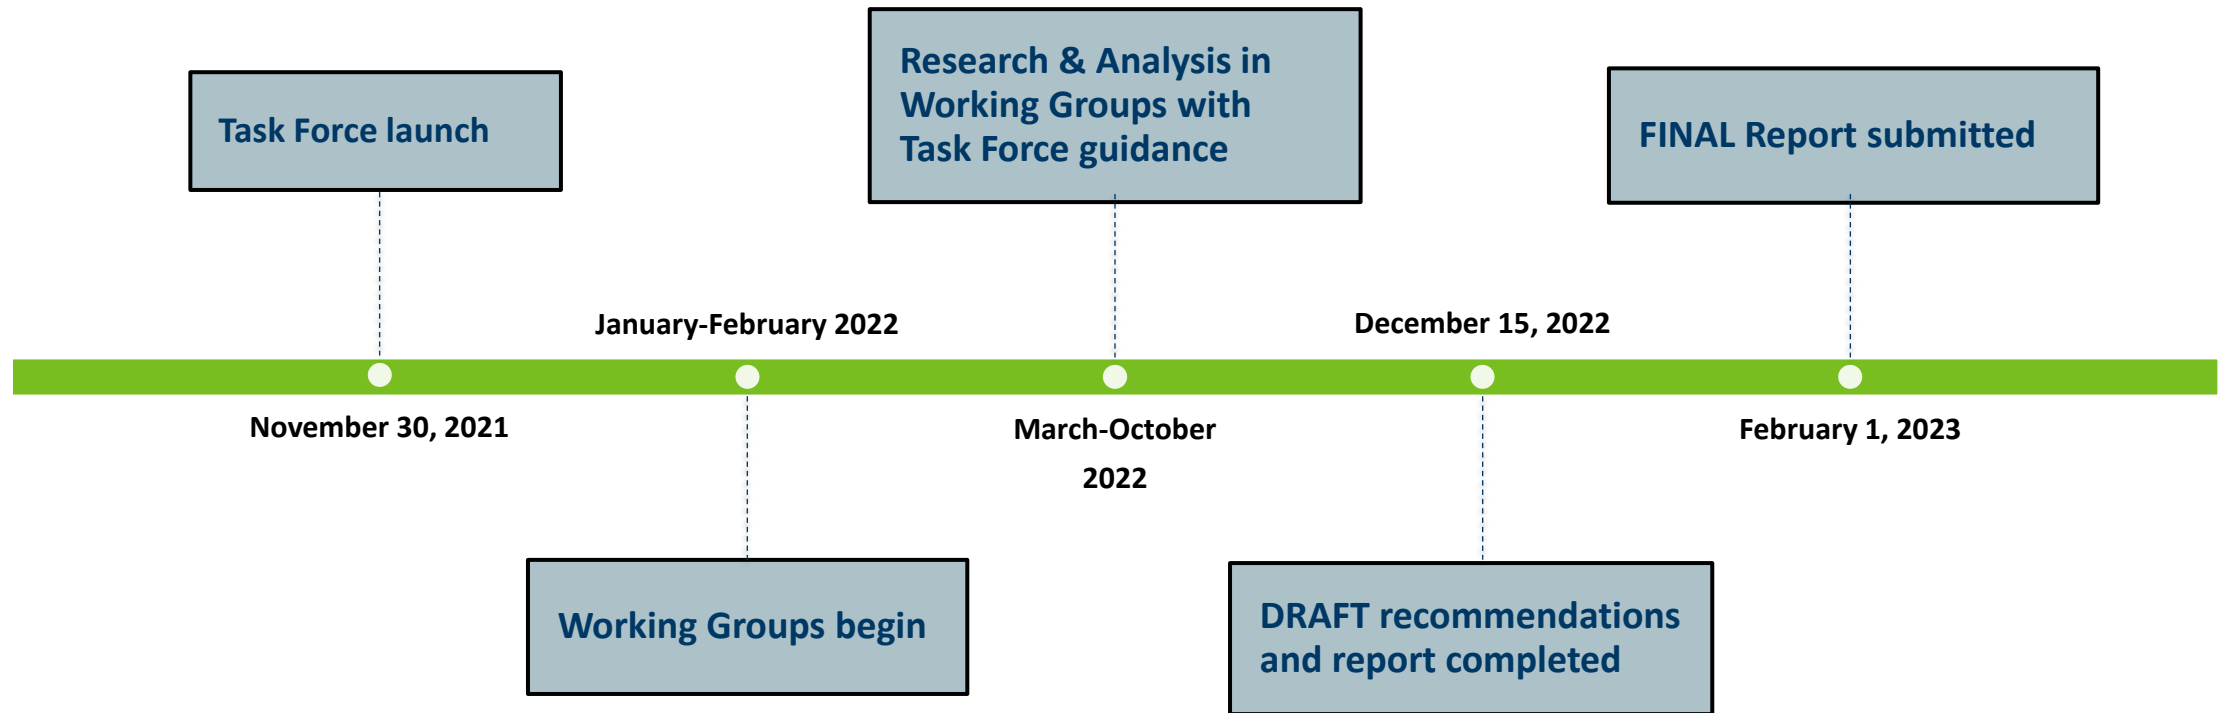 Task Force launch
November 30, 2021
January-February 2022
Working Groups begin
Research & Analysis in
Working Groups with
Task Force guidance
March-October
2022
December 15, 2022
DRAFT recommendations
and report completed
FINAL Report submitted
February 1, 2023